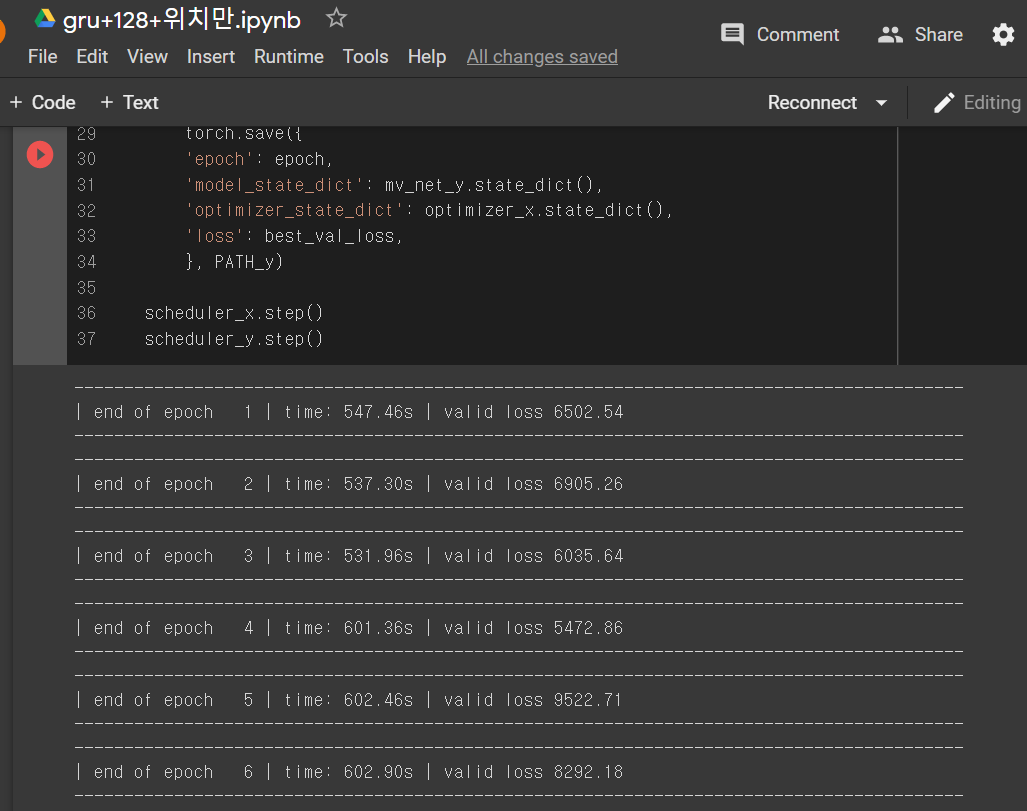 gru+128+위치만.ipynb
Comment Share
File Edit View Insert Runtime Tools Help All changes saved
+ Code + Text Reconnect Editing
29 torch.save({
30 'epoch': epoch,
31 'model_state_dict': mv_net_y.state_dict(),
32 'optimizer_state_dict': optimizer_x.state_dict(),
33 'loss': best_val_loss,
34 }, PATH_y)
35
36 scheduler_x.step()
37 scheduler_y.step()
-----------------------------------------------------------------------------------------
| end of epoch   1 | time: 547.46s | valid loss 6502.54
-----------------------------------------------------------------------------------------
-----------------------------------------------------------------------------------------
| end of epoch   2 | time: 537.30s | valid loss 6905.26
-----------------------------------------------------------------------------------------
-----------------------------------------------------------------------------------------
| end of epoch   3 | time: 531.96s | valid loss 6035.64
-----------------------------------------------------------------------------------------
-----------------------------------------------------------------------------------------
| end of epoch   4 | time: 601.36s | valid loss 5472.86
-----------------------------------------------------------------------------------------
-----------------------------------------------------------------------------------------
| end of epoch   5 | time: 602.46s | valid loss 9522.71
-----------------------------------------------------------------------------------------
-----------------------------------------------------------------------------------------
| end of epoch   6 | time: 602.90s | valid loss 8292.18
-----------------------------------------------------------------------------------------